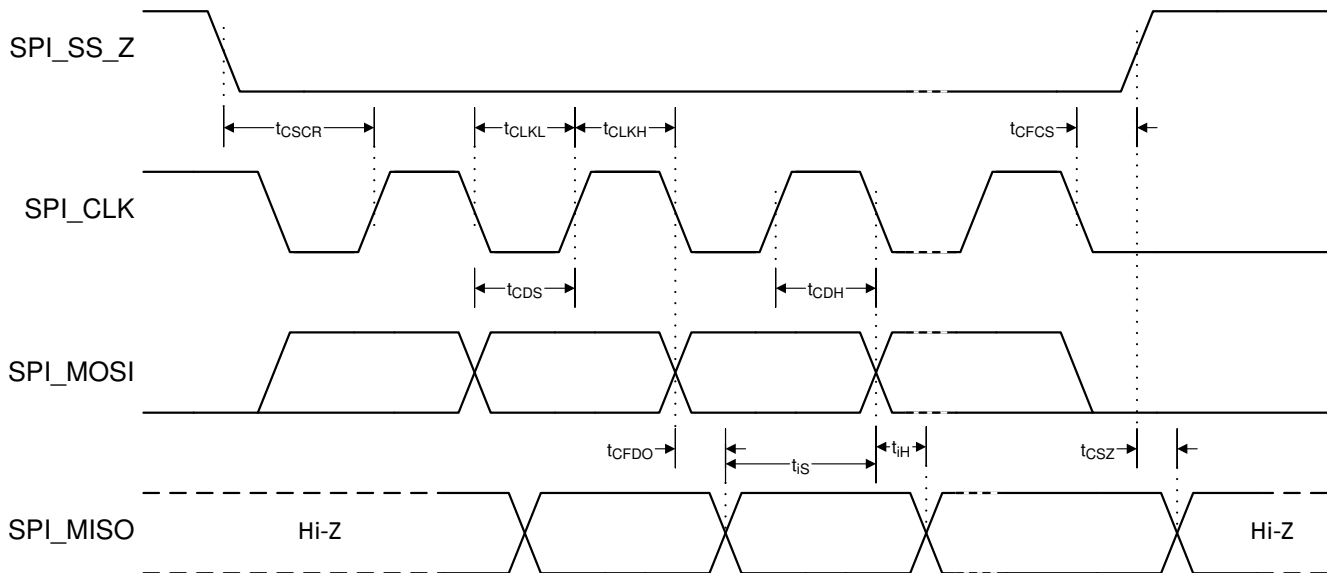 SPI_SS_Z
tCSCR
tCLKL
tCLKH
tCFCS
SPI_CLK
tCDS
tCDH
SPI_MOSI
tCFDO
tiS
tiH
tCSZ
SPI_MISO
Hi-Z
Hi-Z